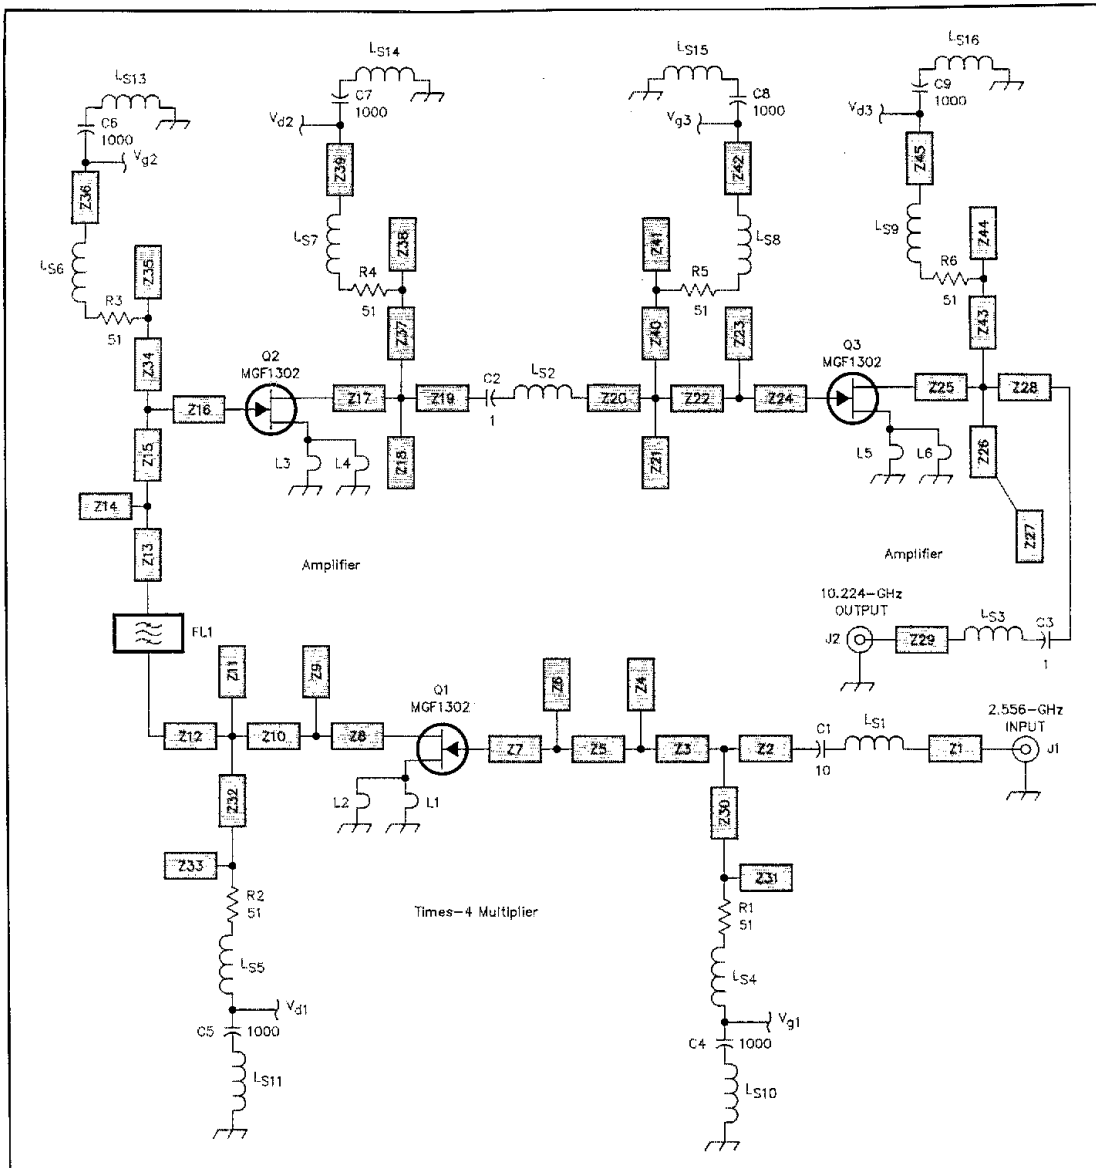 LS13
C6
1000
Vg2
Z36
LS6
R3
51
Z35
Z34
Z16
Z15
Z14
Z13
FL1
LS14
C7
1000
Vd2
Z39
LS7
R4
51
Z38
Z37
Q2
MGF1302
Z17
Z19
Z18
L3
L4
C2
1
LS2
Amplifier
LS15
C8
1000
Vg3
Z42
LS8
R5
51
Z41
Z40
Z23
Z20
Z22
Z24
Z21
LS16
C9
1000
Vd3
Z45
LS9
R6
51
Z44
Z43
Q3
MGF1302
Z25
Z28
Z26
Z27
L5
L6
Amplifier
10.224-GHz
OUTPUT
J2
Z29
LS3
C3
1
Z11
Z9
Q1
MGF1302
Z6
Z4
Z12
Z10
Z8
Z7
Z5
Z3
Z2
C1
10
LS1
Z1
2.556-GHz
INPUT
J1
L2
L1
Z32
Z33
R2
51
LS5
Vd1
C5
1000
LS11
Times-4 Multiplier
Z30
Z31
R1
51
LS4
Vg1
C4
1000
LS10